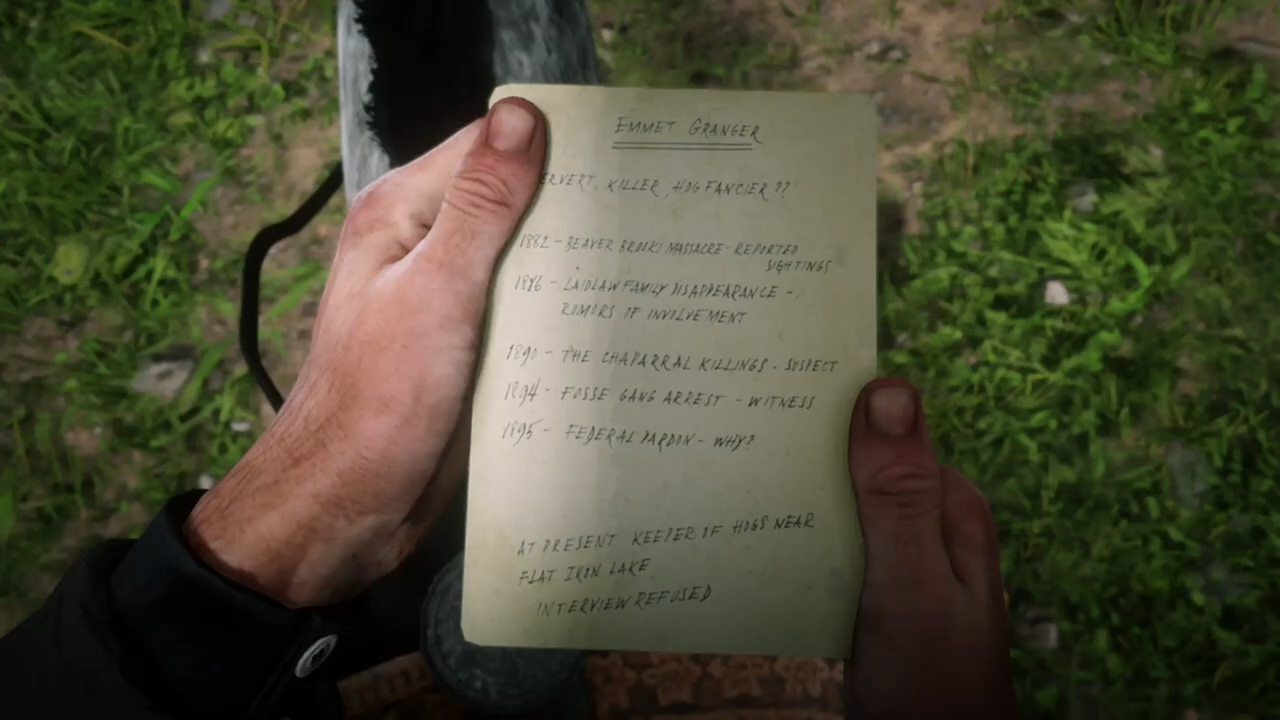 EMMET GRANGER
ERVERT, KILLER, HOG FANCIER??
1882 - BEAVER BROOK MASSACRE - REPORTED
SIGHTINGS
1886 - LAIDLAW FAMILY DISAPPEARANCE -
RUMORS OF INVOLVEMENT
1890 - THE CHAPARRAL KILLINGS - SUSPECT
1894 - FOSSE GANG ARREST - WITNESS
1895 - FEDERAL PARDON - WHY?
AT PRESENT KEEPER OF HOGS NEAR
FLAT IRON LAKE
INTERVIEW REFUSED